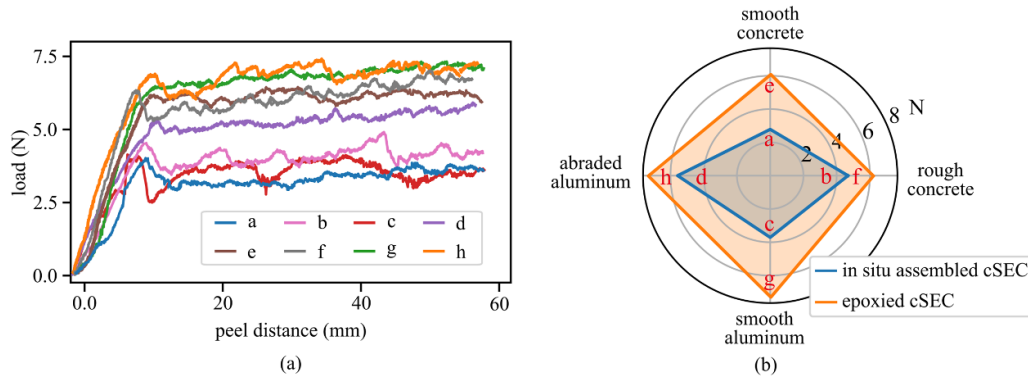 (a)
7.5
5.0
2.5
0.0
load (N)
0.0
20
40
60
peel distance (mm)
a b c d
e f g h
(a)
(b)
smooth
concrete
rough
concrete
smooth
aluminum
abraded
aluminum
2
4
6
8
N
e
a
h
d
b
f
c
g
in situ assembled cSEC
epoxied cSEC
(b)